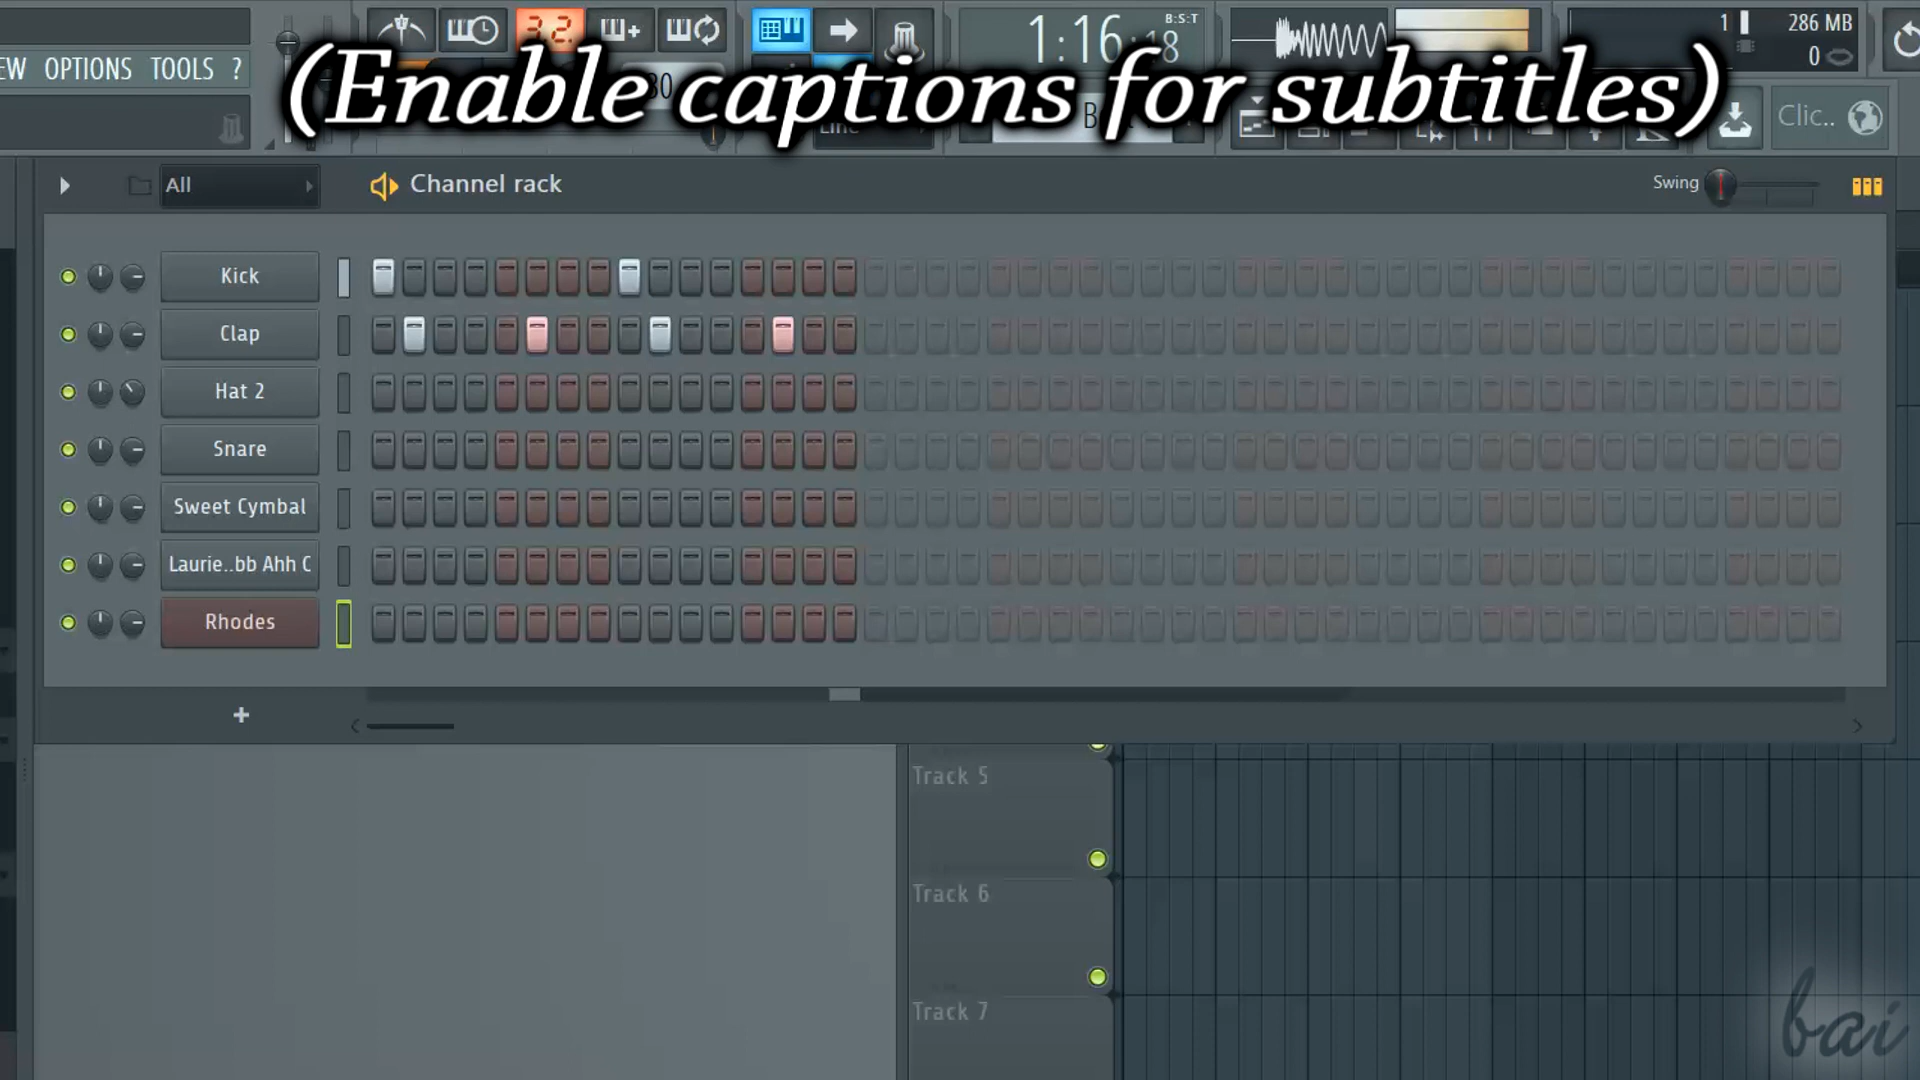 1:16:18
B:S:T
1
286 MB
0
EW OPTIONS TOOLS ?
32.
(Enable captions for subtitles)
Clic..
All
Channel rack
Swing
Kick
Clap
Hat 2
Snare
Sweet Cymbal
Laurie..bb Ahh C
Rhodes
+
Track 5
Track 6
Track 7
bai